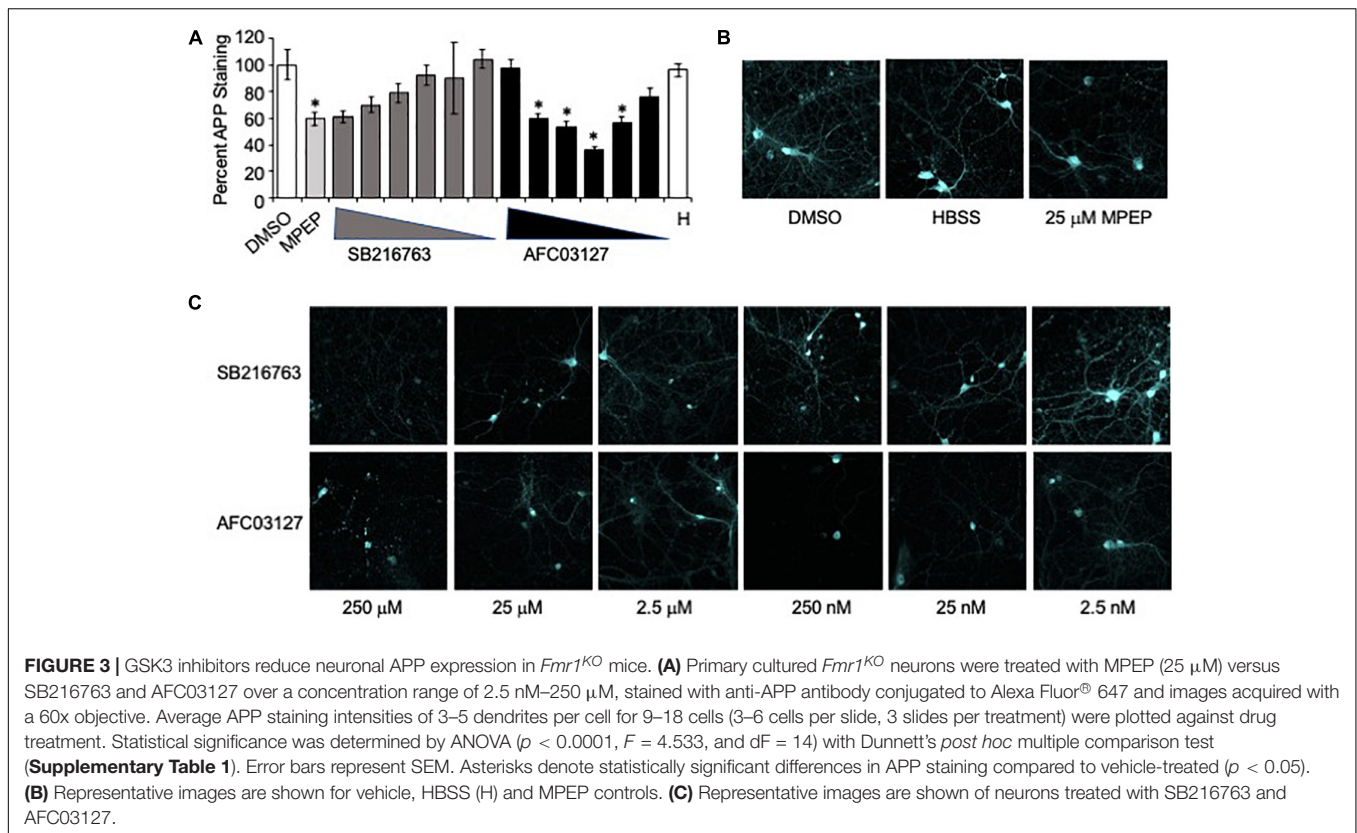 A
120
100
80
60
40
20
0
Percent APP Staining
*
*
*
*
*
DMSO
MPEP
SB216763
AFC03127
H
B
DMSO
HBSS
25 μM MPEP
C
SB216763
AFC03127
250 μM
25 μM
2.5 μM
250 nM
25 nM
2.5 nM
FIGURE 3 | GSK3 inhibitors reduce neuronal APP expression in Fmr1KO mice. (A) Primary cultured Fmr1KO neurons were treated with MPEP (25 μM) versus
SB216763 and AFC03127 over a concentration range of 2.5 nM–250 μM, stained with anti-APP antibody conjugated to Alexa Fluor® 647 and images acquired with
a 60x objective. Average APP staining intensities of 3–5 dendrites per cell for 9–18 cells (3–6 cells per slide, 3 slides per treatment) were plotted against drug
treatment. Statistical significance was determined by ANOVA (p < 0.0001, F = 4.533, and dF = 14) with Dunnett's post hoc multiple comparison test
(Supplementary Table 1). Error bars represent SEM. Asterisks denote statistically significant differences in APP staining compared to vehicle-treated (p < 0.05).
(B) Representative images are shown for vehicle, HBSS (H) and MPEP controls. (C) Representative images are shown of neurons treated with SB216763 and
AFC03127.